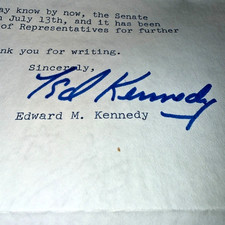 ay know by now, the Senate
July 13th, and it has been
of Representatives for further
nk you for writing.
Sincerely,
Ted Kennedy
Edward M. Kennedy